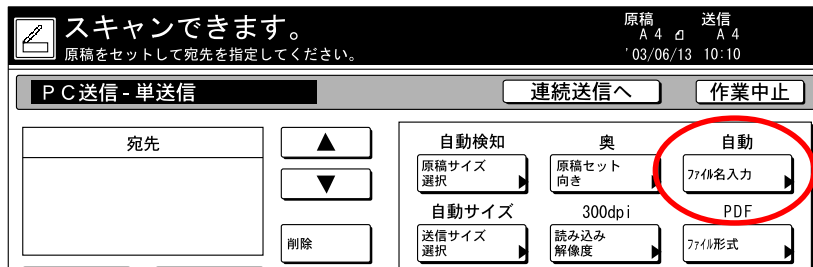 スキャンできます。
原稿をセットして宛先を指定してください。
原稿 送信
A4 A4
'03/06/13 10:10
PC送信-単送信
連続送信へ
作業中止
宛先
▲
▼
削除
自動検知 奥 自動
原稿サイズ
選択
原稿セット
向き
ﾌｧｲﾙ名入力
自動サイズ 300dpi PDF
送信サイズ
選択
読み込み
解像度
ﾌｧｲﾙ形式